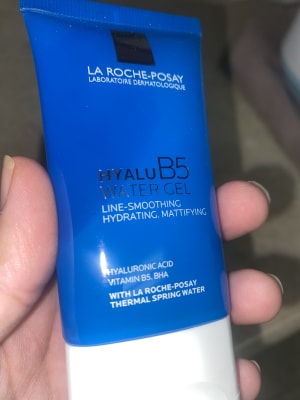 LA ROCHE-POSAY
LABORATOIRE DERMATOLOGIQUE
HYALU B5
WATER GEL
LINE-SMOOTHING
HYDRATING. MATTIFYING
HYALURONIC ACID
VITAMIN B5. BHA
WITH LA ROCHE-POSAY
THERMAL SPRING WATER